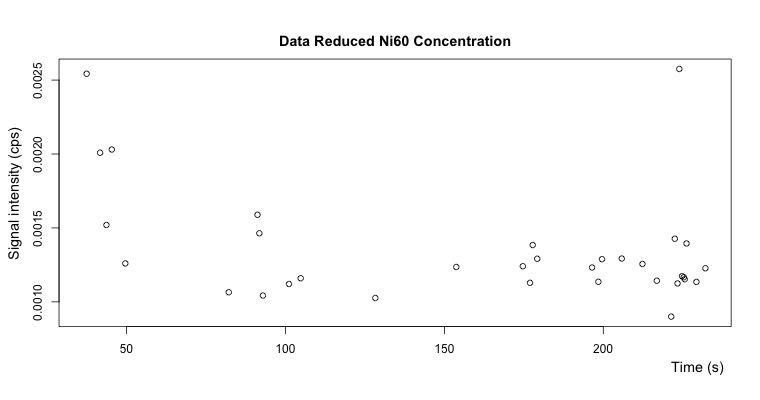 Data Reduced Ni60 Concentration
Signal intensity (cps)
0.0025
0.0020
0.0015
0.0010
50 100 150 200
Time (s)